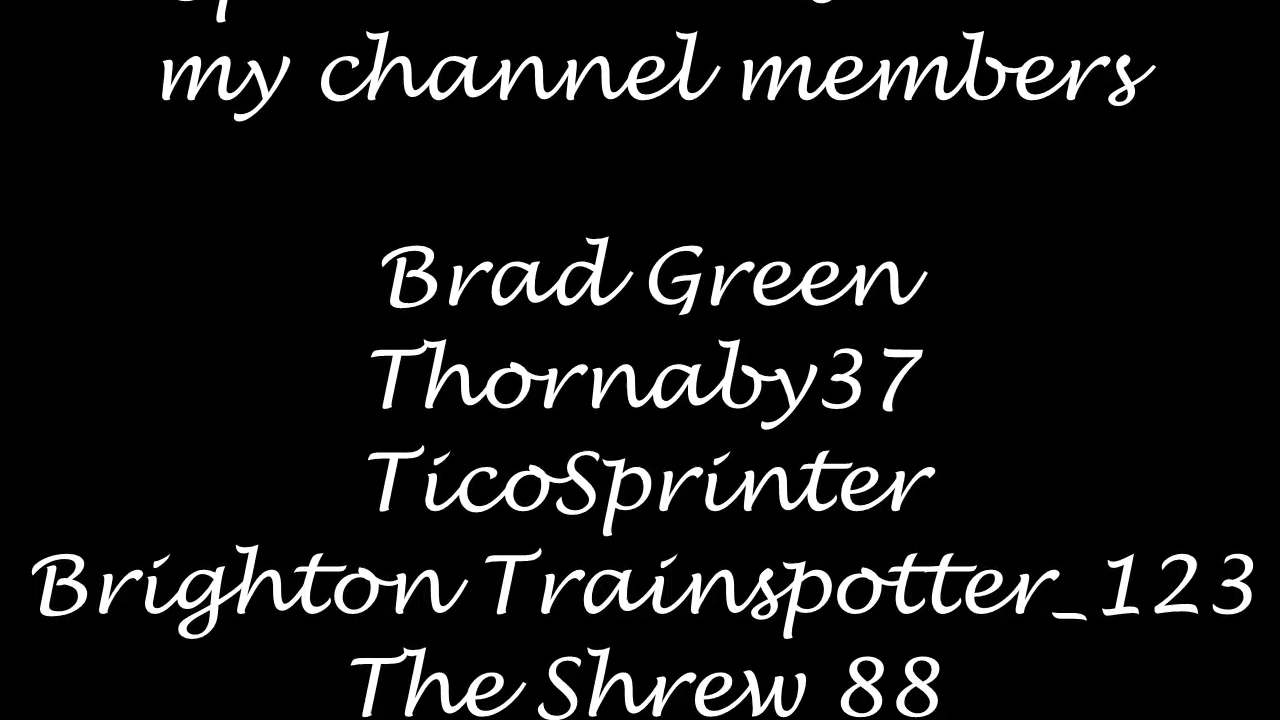 my channel members
Brad Green
Thornaby37
TicoSprinter
Brighton Trainspotter_123
The Shrew 88